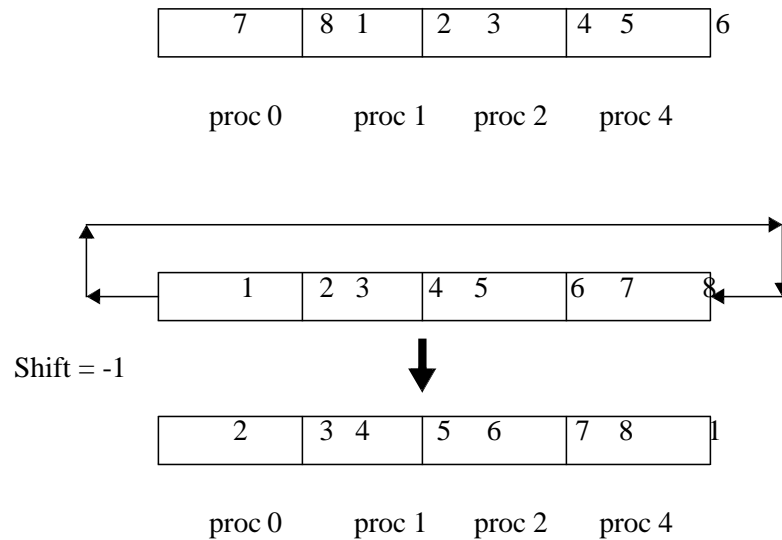 7 8 1 2 3 4 5 6
proc 0 proc 1 proc 2 proc 4
1 2 3 4 5 6 7 8
Shift = -1
2 3 4 5 6 7 8 1
proc 0 proc 1 proc 2 proc 4